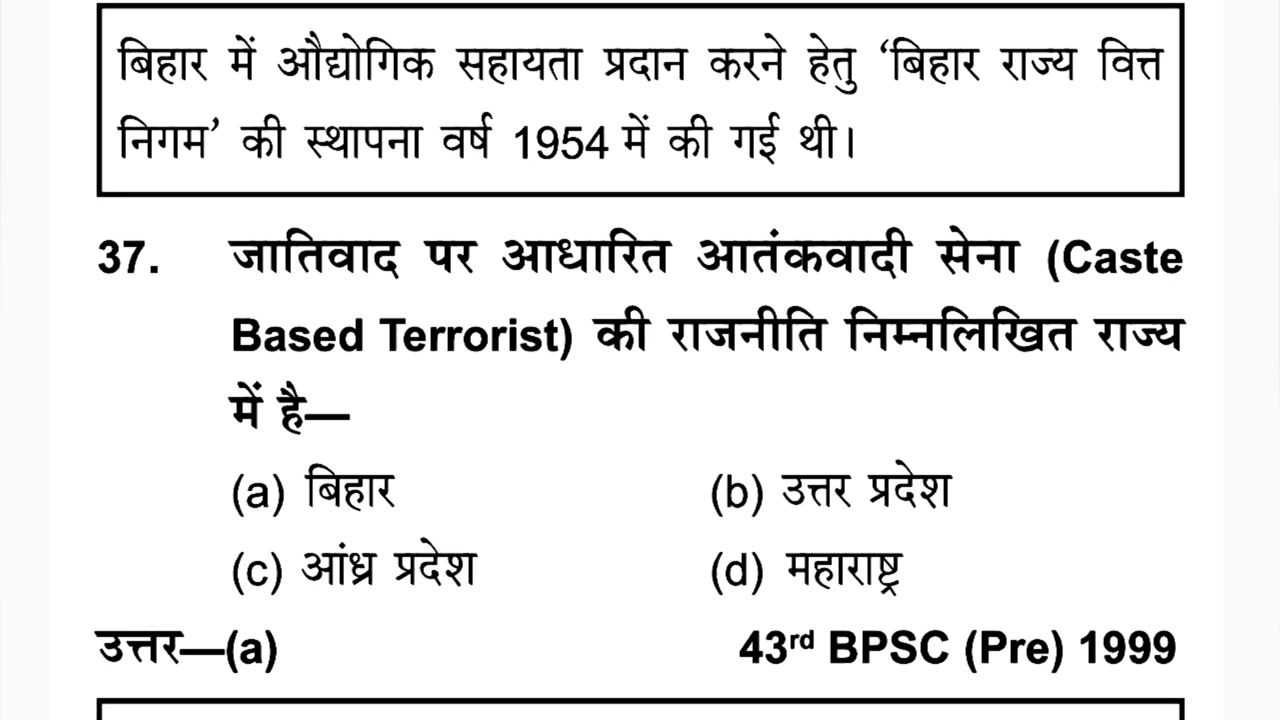 बिहार में औद्योगिक सहायता प्रदान करने हेतु ‘बिहार राज्य वित्त
निगम’ की स्थापना वर्ष 1954 में की गई थी।
37. जातिवाद पर आधारित आतंकवादी सेना (Caste
Based Terrorist) की राजनीति निम्नलिखित राज्य
में है—
(a) बिहार (b) उत्तर प्रदेश
(c) आंध्र प्रदेश (d) महाराष्ट्र
उत्तर—(a) 43rd BPSC (Pre) 1999